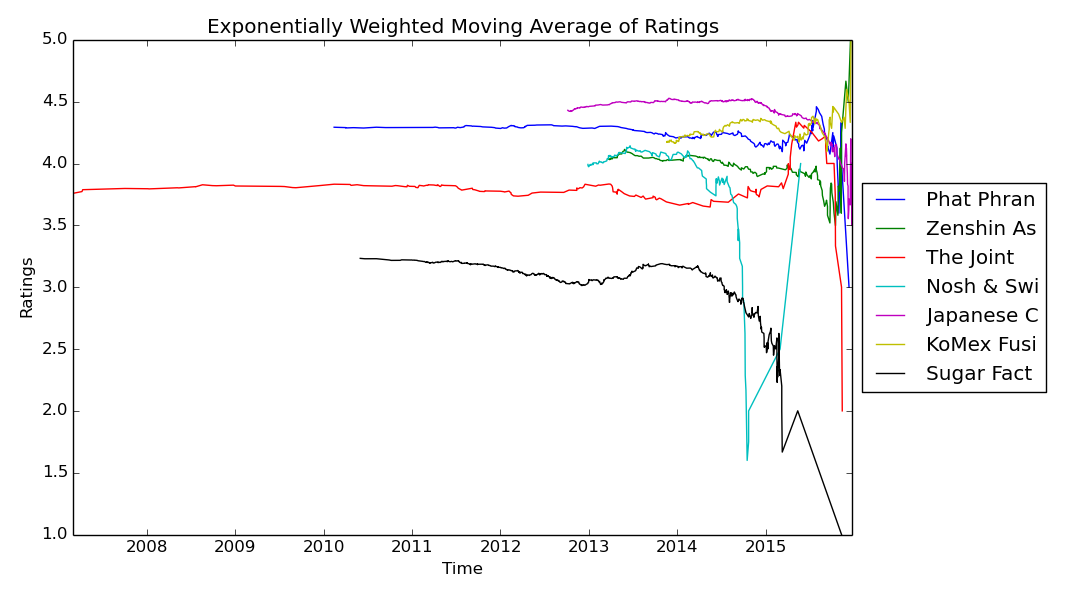 Exponentially Weighted Moving Average of Ratings
5.0
4.5
4.0
3.5
3.0
2.5
2.0
1.5
1.0
Ratings
2008 2009 2010 2011 2012 2013 2014 2015
Time
Phat Phran
Zenshin As
The Joint
Nosh & Swi
Japanese C
KoMex Fusi
Sugar Fact